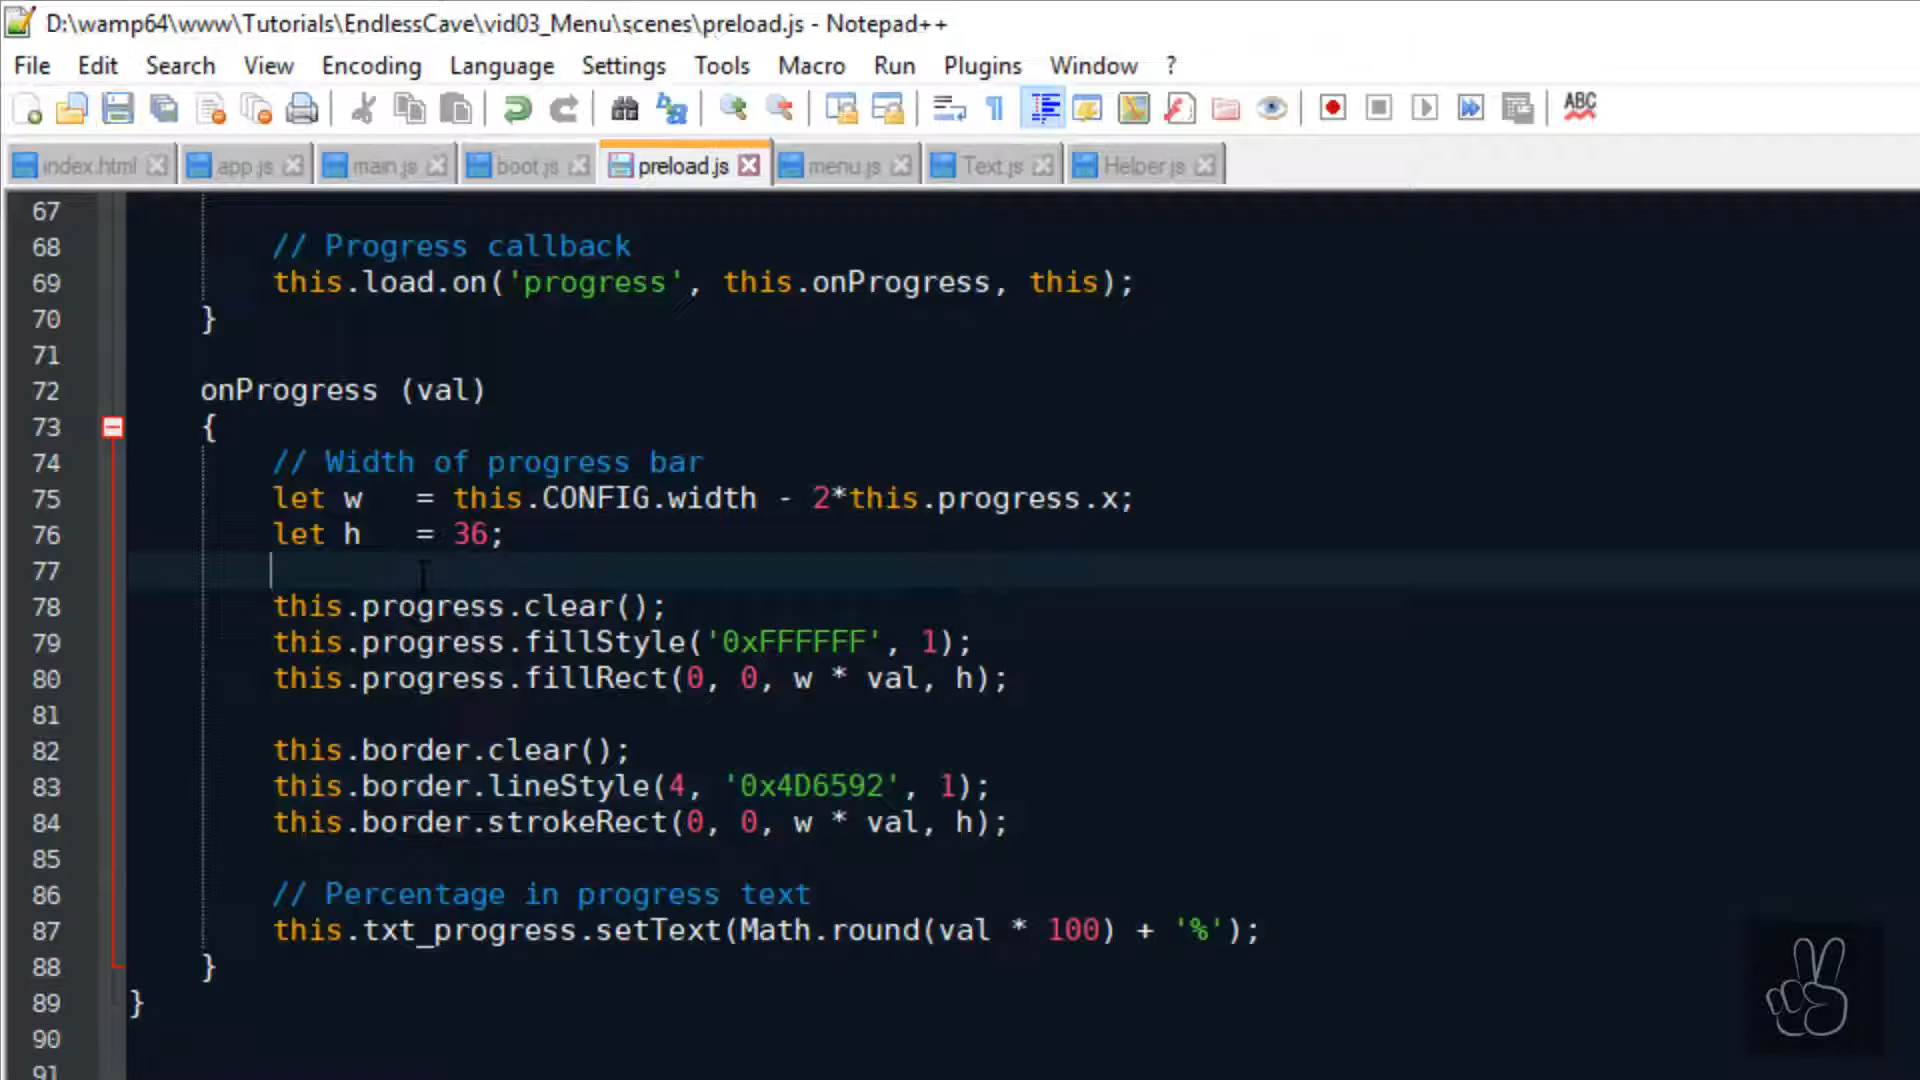 D:\wamp64\www\Tutorials\EndlessCave\vid03_Menu\scenes\preload.js - Notepad++
File Edit Search View Encoding Language Settings Tools Macro Run Plugins Window ?
ABC
index.html app.js main.js boot.js preload.js menu.js Text.js Helper.js
67
68 // Progress callback
69 this.load.on('progress', this.onProgress, this);
70 }
71
72 onProgress (val)
73 {
74 // Width of progress bar
75 let w = this.CONFIG.width - 2*this.progress.x;
76 let h = 36;
77
78 this.progress.clear();
79 this.progress.fillStyle('0xFFFFFF', 1);
80 this.progress.fillRect(0, 0, w * val, h);
81
82 this.border.clear();
83 this.border.lineStyle(4, '0x4D6592', 1);
84 this.border.strokeRect(0, 0, w * val, h);
85
86 // Percentage in progress text
87 this.txt_progress.setText(Math.round(val * 100) + '%');
88 }
89 }
90
91